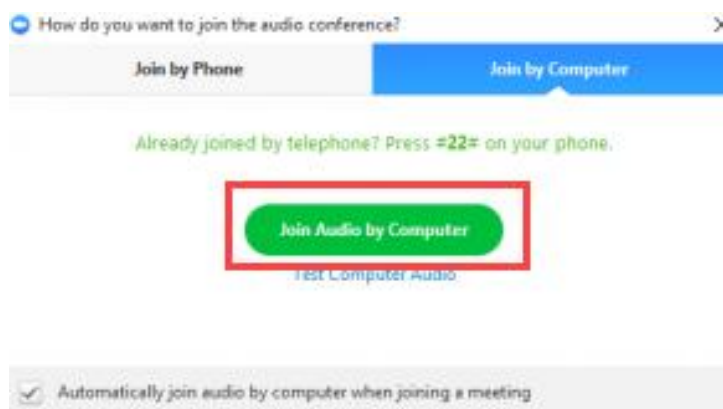 How do you want to join the audio conference?
Join by Phone
Join by Computer
Already joined by telephone? Press #22# on your phone.
Join Audio by Computer
Test Computer Audio
Automatically join audio by computer when joining a meeting